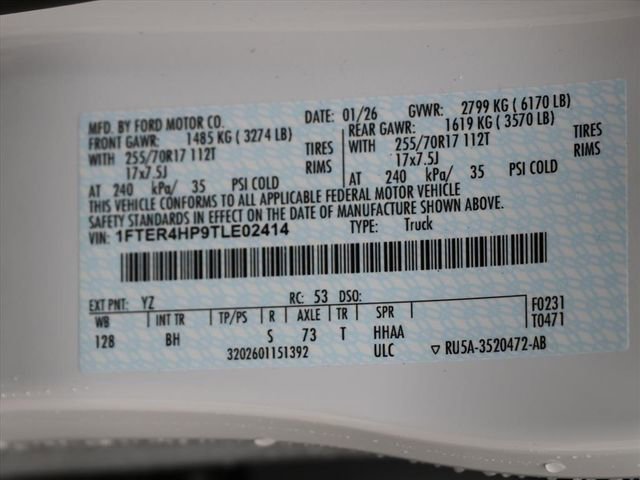 MFD. BY FORD MOTOR CO. DATE: 01/26 GVWR: 2799 KG ( 6170 LB)
FRONT GAWR: 1485 KG ( 3274 LB) REAR GAWR: 1619 KG ( 3570 LB)
WITH 255/70R17 112T TIRES WITH 255/70R17 112T TIRES
17x7.5J RIMS 17x7.5J RIMS
AT 240 kPa/ 35 PSI COLD AT 240 kPa/ 35 PSI COLD
THIS VEHICLE CONFORMS TO ALL APPLICABLE FEDERAL MOTOR VEHICLE
SAFETY STANDARDS IN EFFECT ON THE DATE OF MANUFACTURE SHOWN ABOVE.
VIN: 1FTER4HP9TLE02414 TYPE: Truck
EXT PNT: YZ RC: 53 DSO: F0231
WB INT TR TP/PS R AXLE TR SPR T0471
128 BH S 73 T HHAA
3202601151392 ULC ▽ RU5A-3520472-AB